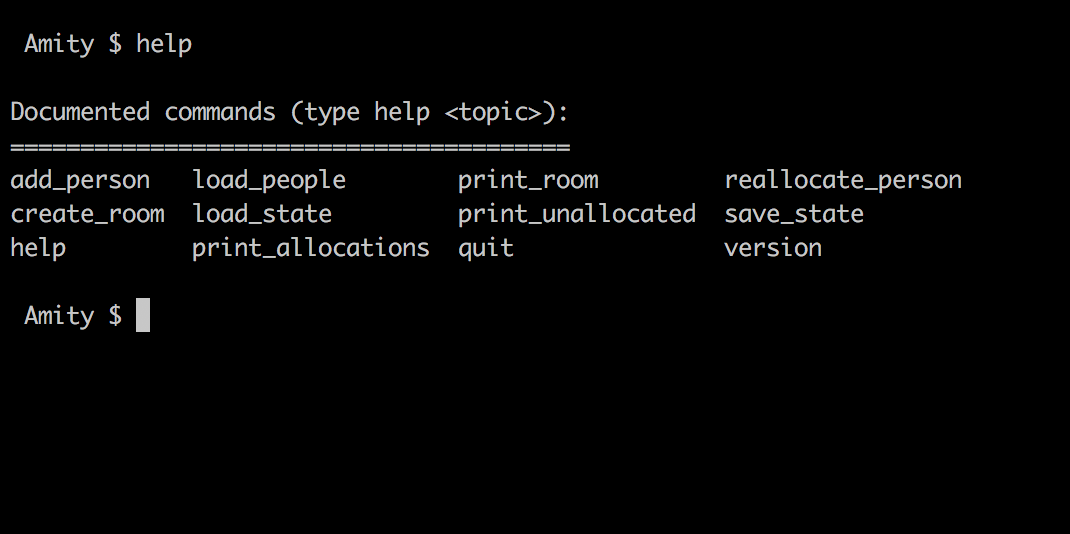 Amity $ help
Documented commands (type help <topic>):
========================================
add_person   load_people        print_room         reallocate_person
create_room  load_state         print_unallocated  save_state
help         print_allocations  quit               version
Amity $